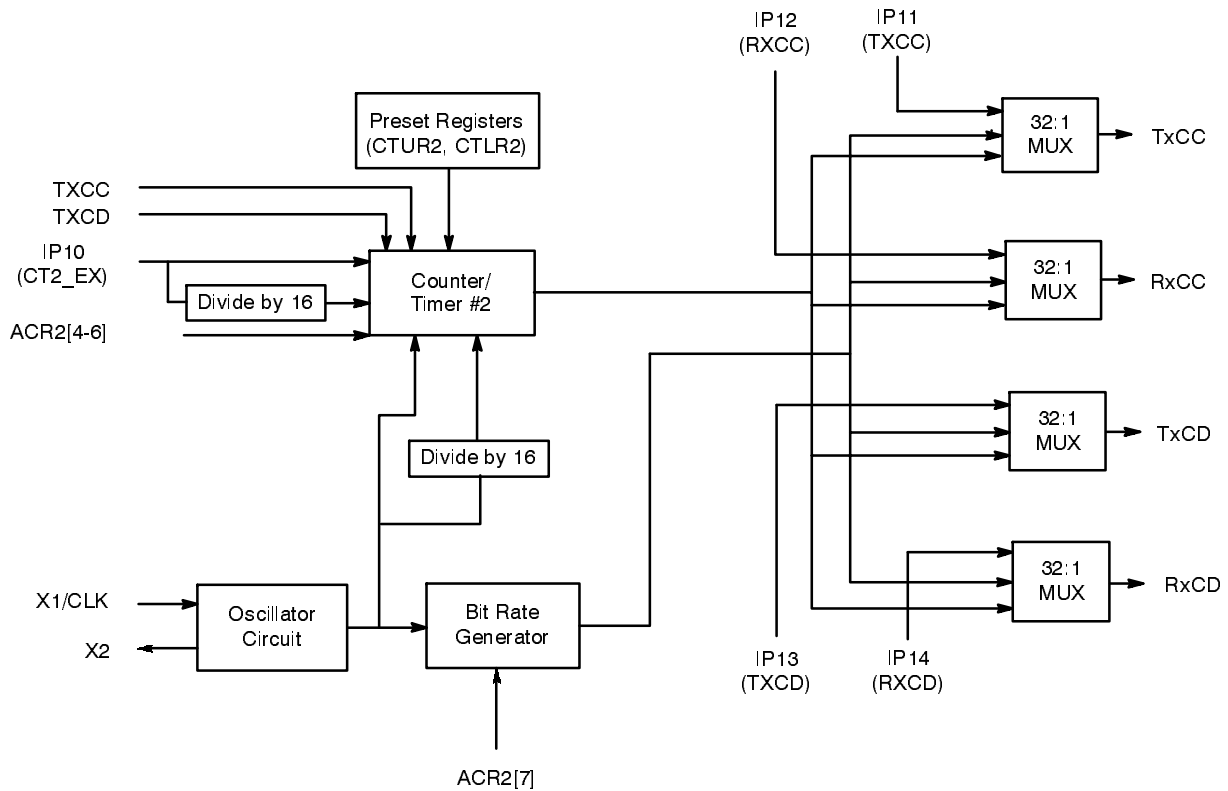 IP12
(RXCC)
IP11
(TXCC)
Preset Registers
(CTUR2, CTLR2)
32:1
MUX
TxCC
TXCC
TXCD
IP10
(CT2_EX)
Divide by 16
ACR2[4-6]
Counter/
Timer #2
32:1
MUX
RxCC
32:1
MUX
TxCD
Divide by 16
X1/CLK
X2
Oscillator
Circuit
Bit Rate
Generator
32:1
MUX
RxCD
IP13
(TXCD)
IP14
(RXCD)
ACR2[7]